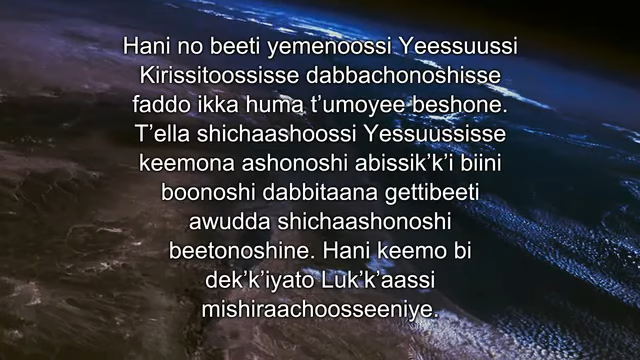 Hani no beeti yemenoossi Yeessuussi
Kirissitoossisse dabbachonoshisse
faddo ikka huma t’umoyee beshone.
T’ella shichaashoossi Yessuussisse
keemona ashonoshi abissik’k’i biini
boonoshi dabbitaana gettibeeti
awudda shichaashonoshi
beetonoshine. Hani keemo bi
dek’k’iyato Luk’k’aassi
mishiraachoosseeniye.